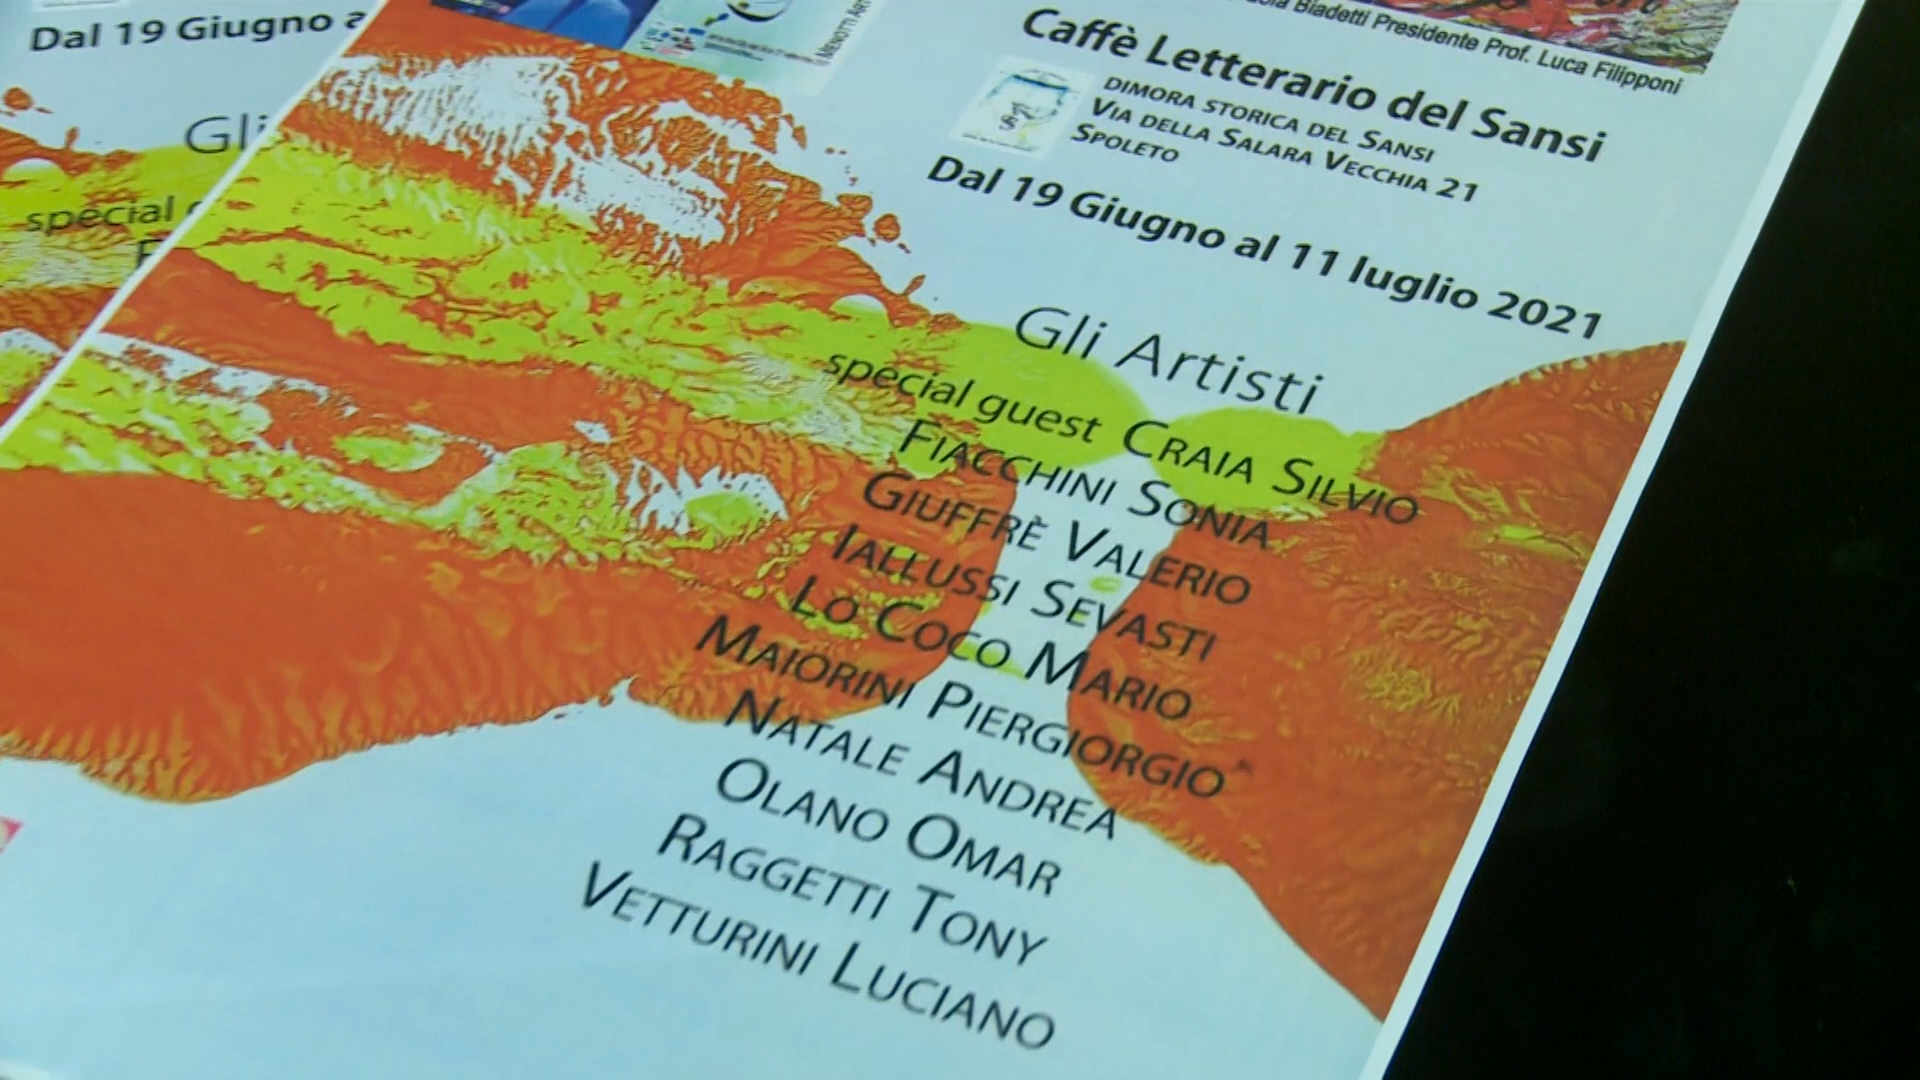 Dal 19 Giugno
Gli
special
Biadetti Presidente Prof. Luca Filipponi
Caffè Letterario del Sansi
DIMORA STORICA DEL SANSI
VIA DELLA SALARA VECCHIA 21
SPOLETO
Dal 19 Giugno al 11 luglio 2021
Gli Artisti
special guest CRAIA SILVIO
FIACCHINI SONIA
GIUFFRÈ VALERIO
IALLUSSI SEVASTI
LO COCO MARIO
MAIORINI PIERGIORGIO
NATALE ANDREA
OLANO OMAR
RAGGETTI TONY
VETTURINI LUCIANO